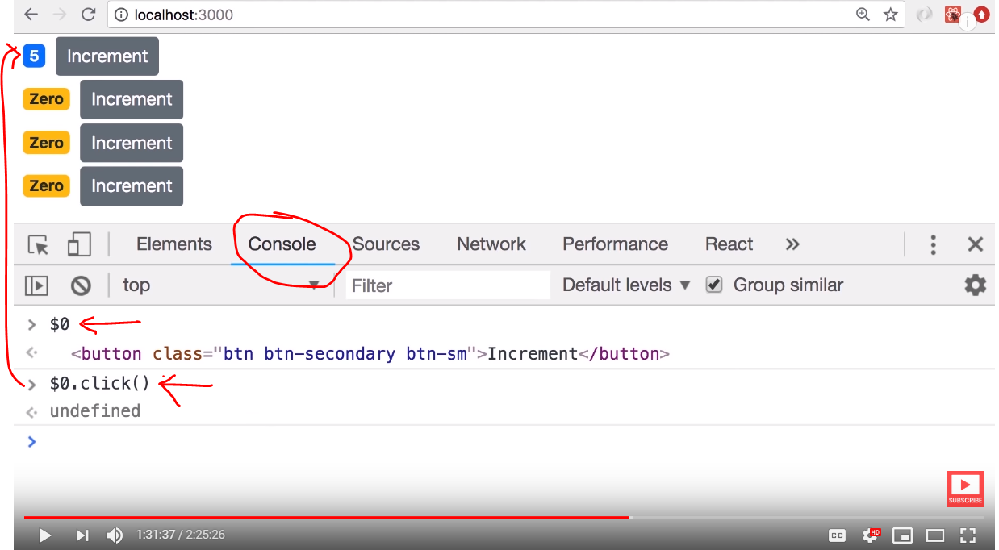 localhost:3000
5 Increment
Zero Increment
Zero Increment
Zero Increment
Elements Console Sources Network Performance React »
top Filter Default levels Group similar
> $0
<button class="btn btn-secondary btn-sm">Increment</button>
> $0.click()
undefined
>
SUBSCRIBE
1:31:37 / 2:25:26 CC HD